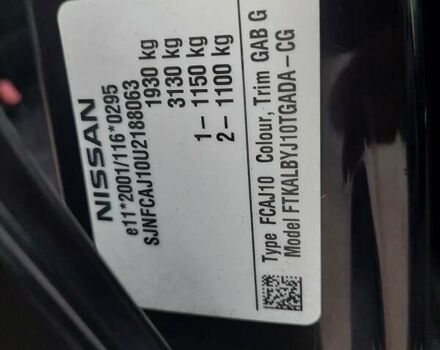 NISSAN
e11*2001/116*0295
SJNFCAJ10U2188063
1930 kg
3130 kg
1 – 1150 kg
2 – 1100 kg
Type FCAJ10 Colour, Trim GAB G
Model FTKALBYJ10TGADA-CG